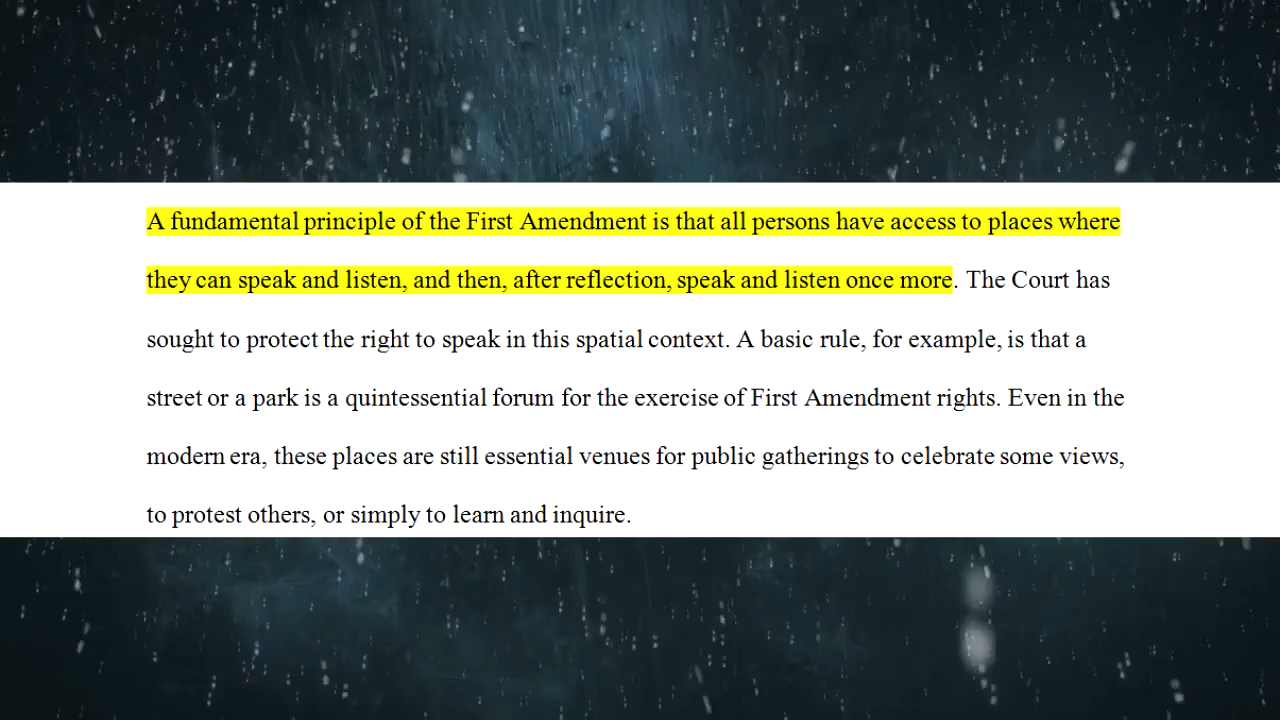 A fundamental principle of the First Amendment is that all persons have access to places where
they can speak and listen, and then, after reflection, speak and listen once more. The Court has
sought to protect the right to speak in this spatial context. A basic rule, for example, is that a
street or a park is a quintessential forum for the exercise of First Amendment rights. Even in the
modern era, these places are still essential venues for public gatherings to celebrate some views,
to protest others, or simply to learn and inquire.